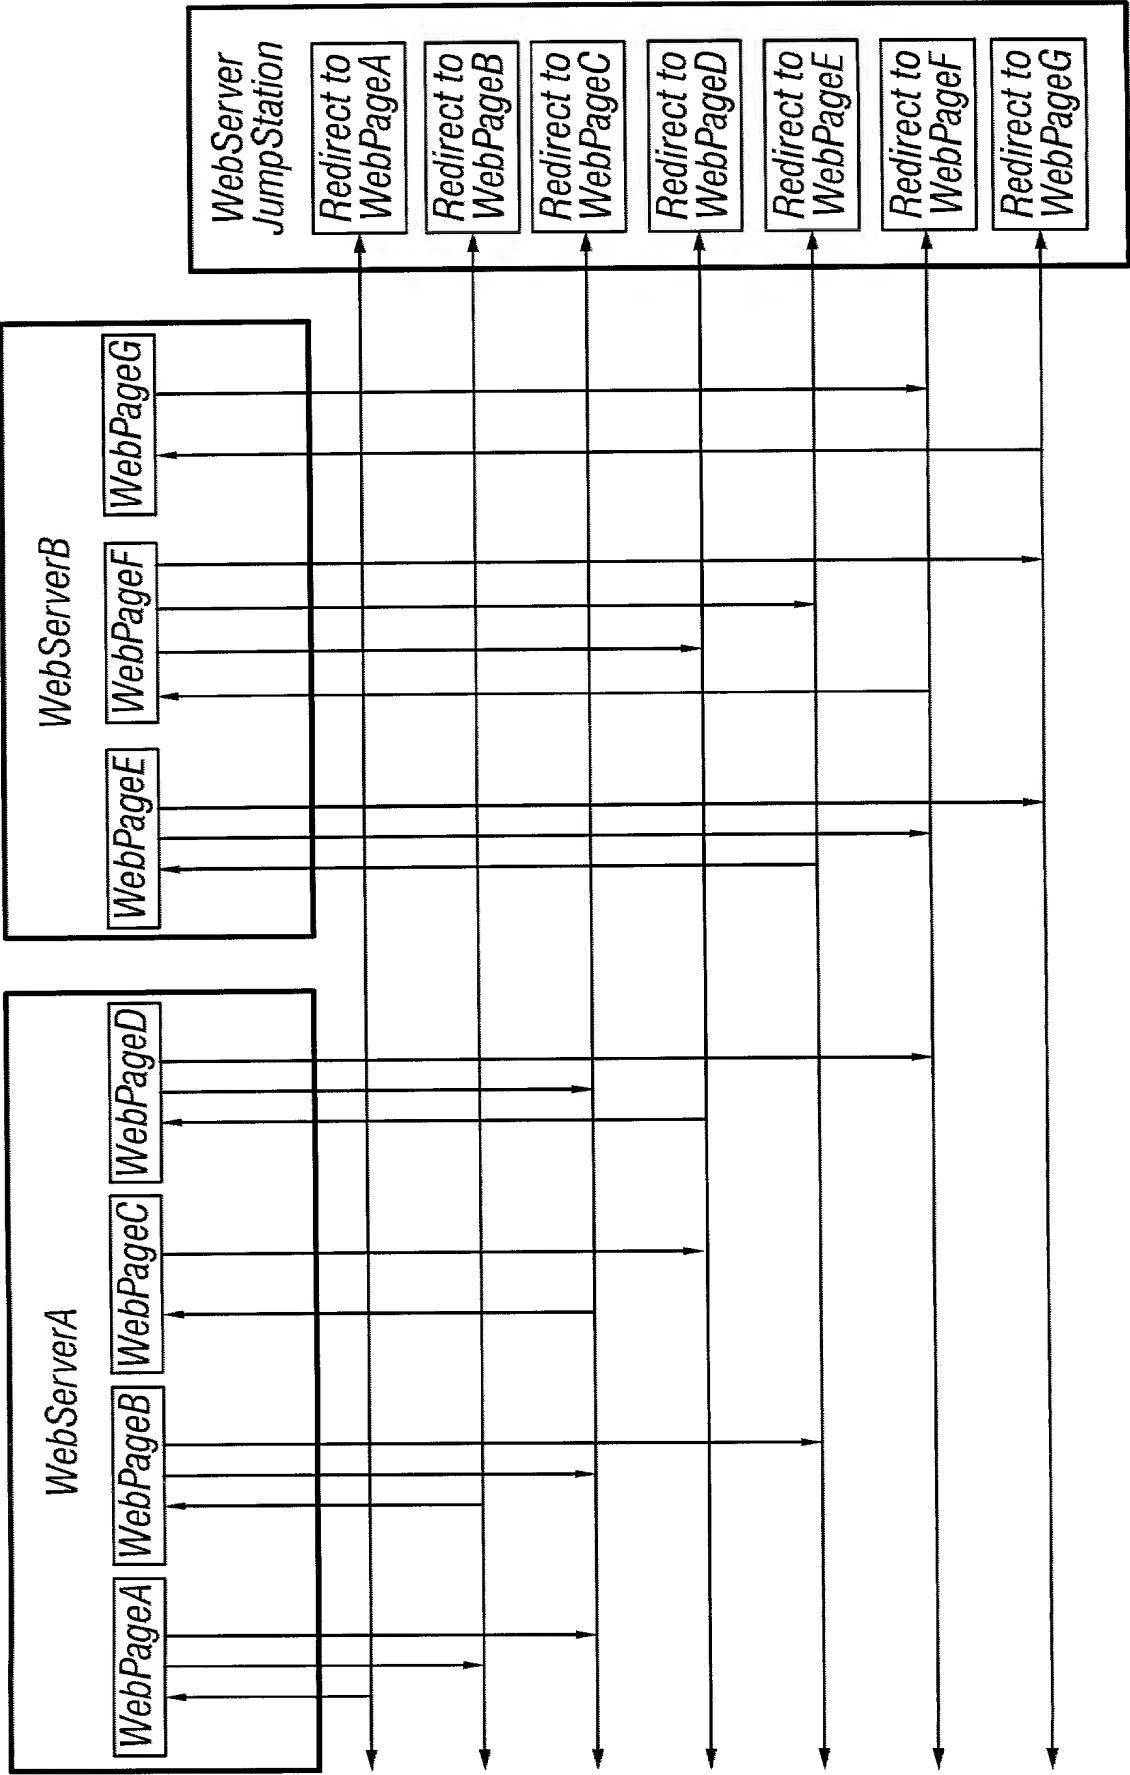 WebServerA
WebPageA
WebPageB
WebPageC
WebPageD
WebServerB
WebPageE
WebPageF
WebPageG
WebServer
JumpStation
Redirect to
WebPageA
Redirect to
WebPageB
Redirect to
WebPageC
Redirect to
WebPageD
Redirect to
WebPageE
Redirect to
WebPageF
Redirect to
WebPageG